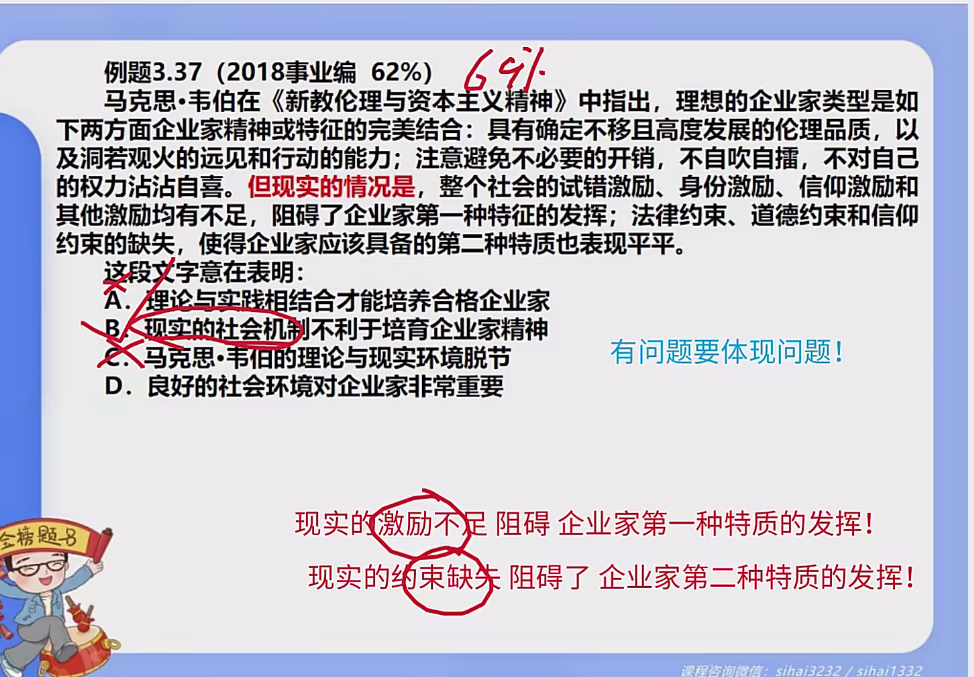 例题3.37（2018事业编 62%）
64%
马克思·韦伯在《新教伦理与资本主义精神》中指出，理想的企业家类型是如
下两方面企业家精神或特征的完美结合：具有确定不移且高度发展的伦理品质，以
及洞若观火的远见和行动的能力；注意避免不必要的开销，不自吹自擂，不对自己
的权力沾沾自喜。但现实的情况是，整个社会的试错激励、身份激励、信仰激励和
其他激励均有不足，阻碍了企业家第一种特征的发挥；法律约束、道德约束和信仰
约束的缺失，使得企业家应该具备的第二种特质也表现平平。
这段文字意在表明：
A．理论与实践相结合才能培养合格企业家
B．现实的社会机制不利于培育企业家精神
C．马克思·韦伯的理论与现实环境脱节
D．良好的社会环境对企业家非常重要
有问题要体现问题！
现实的激励不足 阻碍 企业家第一种特质的发挥！
现实的约束缺失 阻碍了 企业家第二种特质的发挥！
金榜题
课程咨询微信：sihai3232 / sihai1332